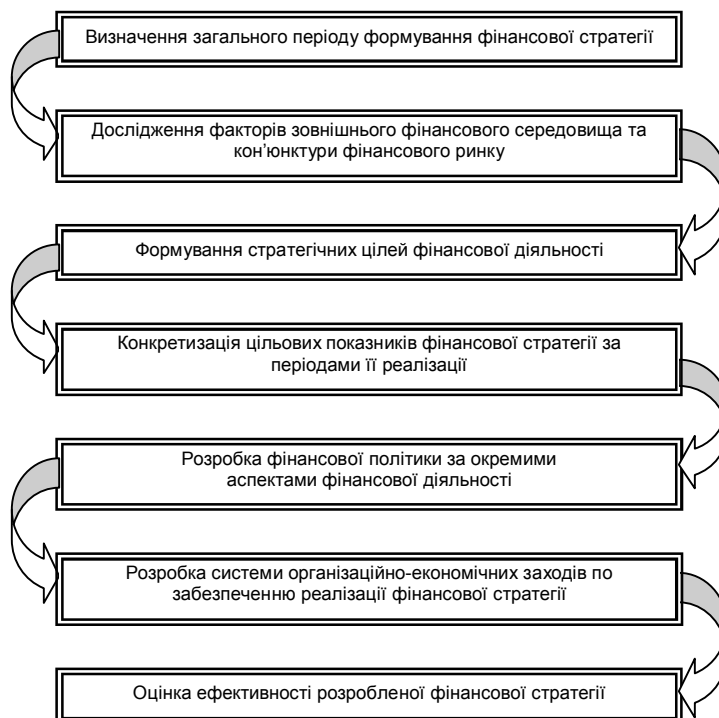 Визначення загального періоду формування фінансової стратегії
Дослідження факторів зовнішнього фінансового середовища та
кон’юнктури фінансового ринку
Формування стратегічних цілей фінансової діяльності
Конкретизація цільових показників фінансової стратегії за
періодами її реалізації
Розробка фінансової політики за окремими
аспектами фінансової діяльності
Розробка системи організаційно-економічних заходів по
забезпеченню реалізації фінансової стратегії
Оцінка ефективності розробленої фінансової стратегії